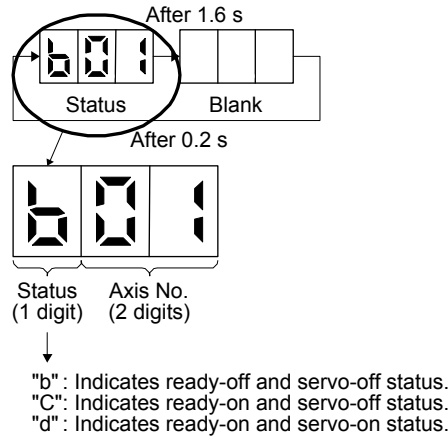 After 1.6 s
b01
Status Blank
After 0.2 s
b01
Status Axis No.
(1 digit) (2 digits)
"b" : Indicates ready-off and servo-off status.
"C": Indicates ready-on and servo-off status.
"d" : Indicates ready-on and servo-on status.